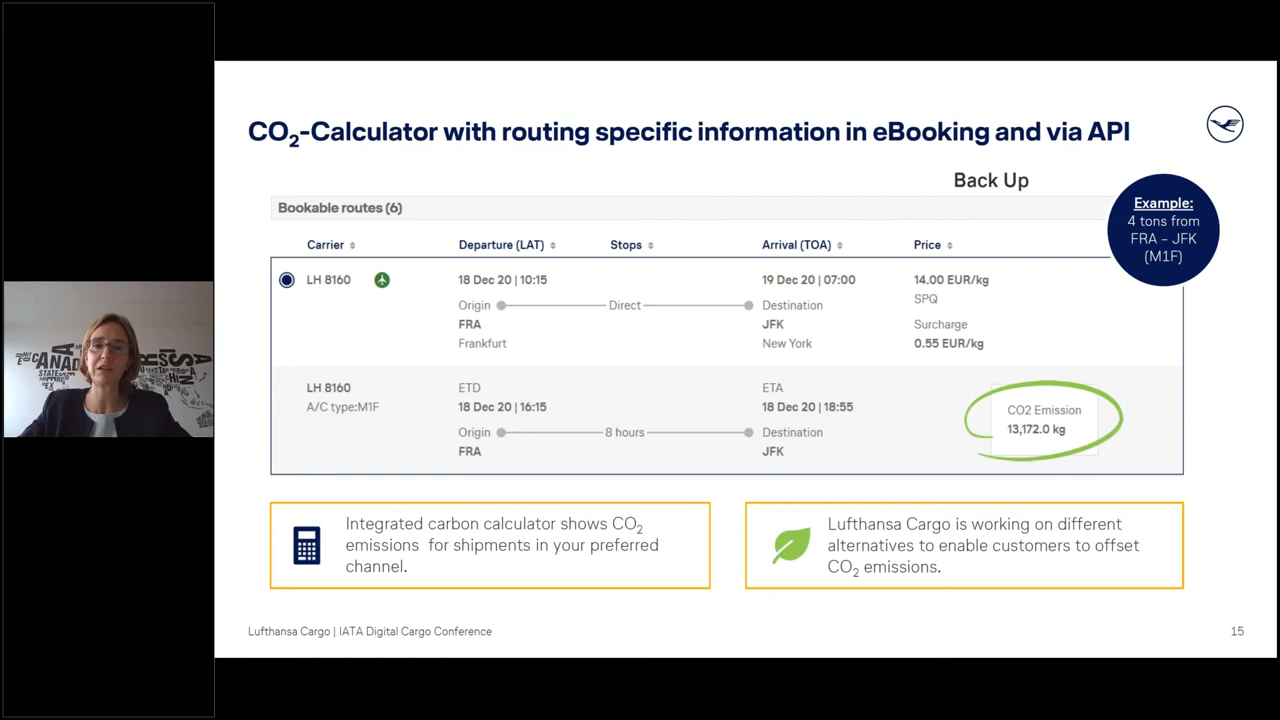 CO₂-Calculator with routing specific information in eBooking and via API
Back Up
Example:
4 tons from
FRA – JFK
(M1F)
Bookable routes (6)
Carrier Departure (LAT) Stops Arrival (TOA) Price
LH 8160 18 Dec 20 | 10:15 19 Dec 20 | 07:00 14.00 EUR/kg
SPQ
Origin Direct Destination
FRA JFK Surcharge
Frankfurt New York 0.55 EUR/kg
LH 8160 ETD ETA
A/C type:M1F 18 Dec 20 | 16:15 18 Dec 20 | 18:55
CO2 Emission
13,172.0 kg
Origin 8 hours Destination
FRA JFK
Integrated carbon calculator shows CO₂
emissions for shipments in your preferred
channel.
Lufthansa Cargo is working on different
alternatives to enable customers to offset
CO₂ emissions.
Lufthansa Cargo | IATA Digital Cargo Conference 15
CANADA